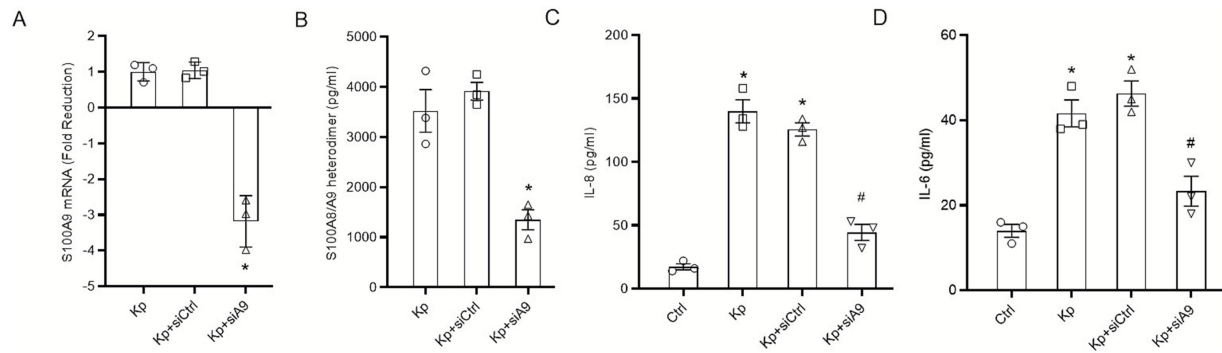 A
S100A9 mRNA (Fold Reduction)
2
1
0
-1
-2
-3
-4
-5
*
Kp
Kp+siCtrl
Kp+siA9
B
S100A8/A9 heterodimer (pg/ml)
5000
4000
3000
2000
1000
0
*
Kp
Kp+siCtrl
Kp+siA9
C
IL-8 (pg/ml)
200
150
100
50
0
*
*
#
Ctrl
Kp
Kp+siCtrl
Kp+siA9
D
IL-6 (pg/ml)
60
40
20
0
*
*
#
Ctrl
Kp
Kp+siCtrl
Kp+siA9